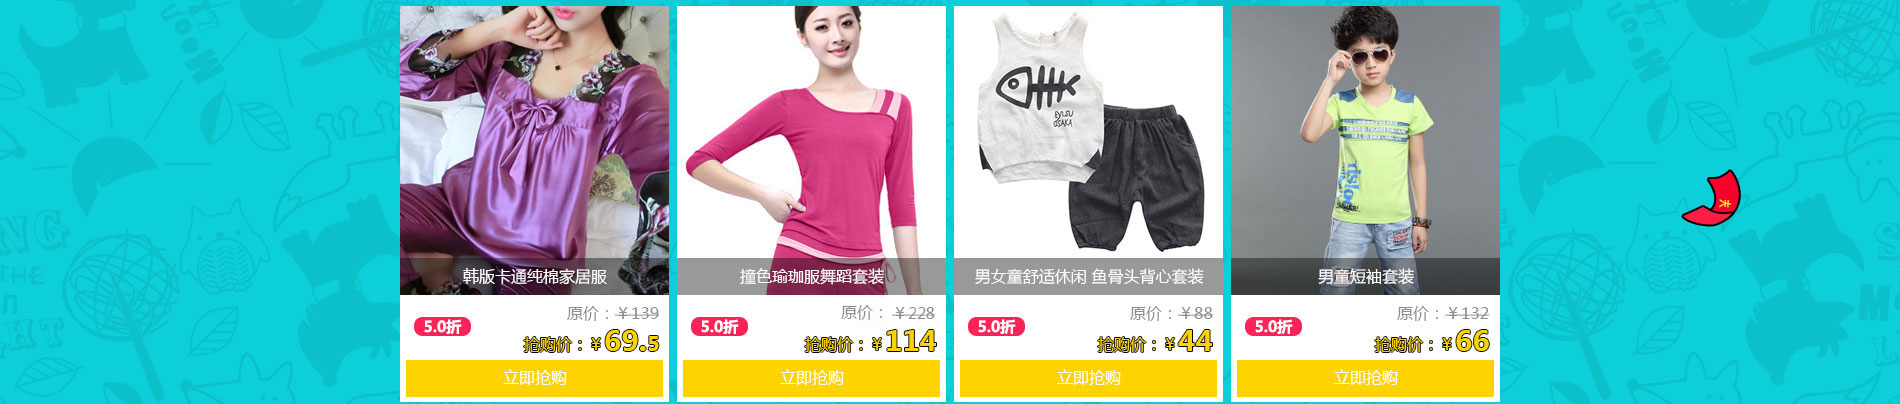 韩版卡通纯棉家居服
原价：￥139
5.0折
抢购价：￥69.5
立即抢购
撞色瑜珈服舞蹈套装
原价：￥228
5.0折
抢购价：￥114
立即抢购
RYUSU
OSAKA
男女童舒适休闲 鱼骨头背心套装
原价：￥88
5.0折
抢购价：￥44
立即抢购
男童短袖套装
原价：￥132
5.0折
抢购价：￥66
立即抢购